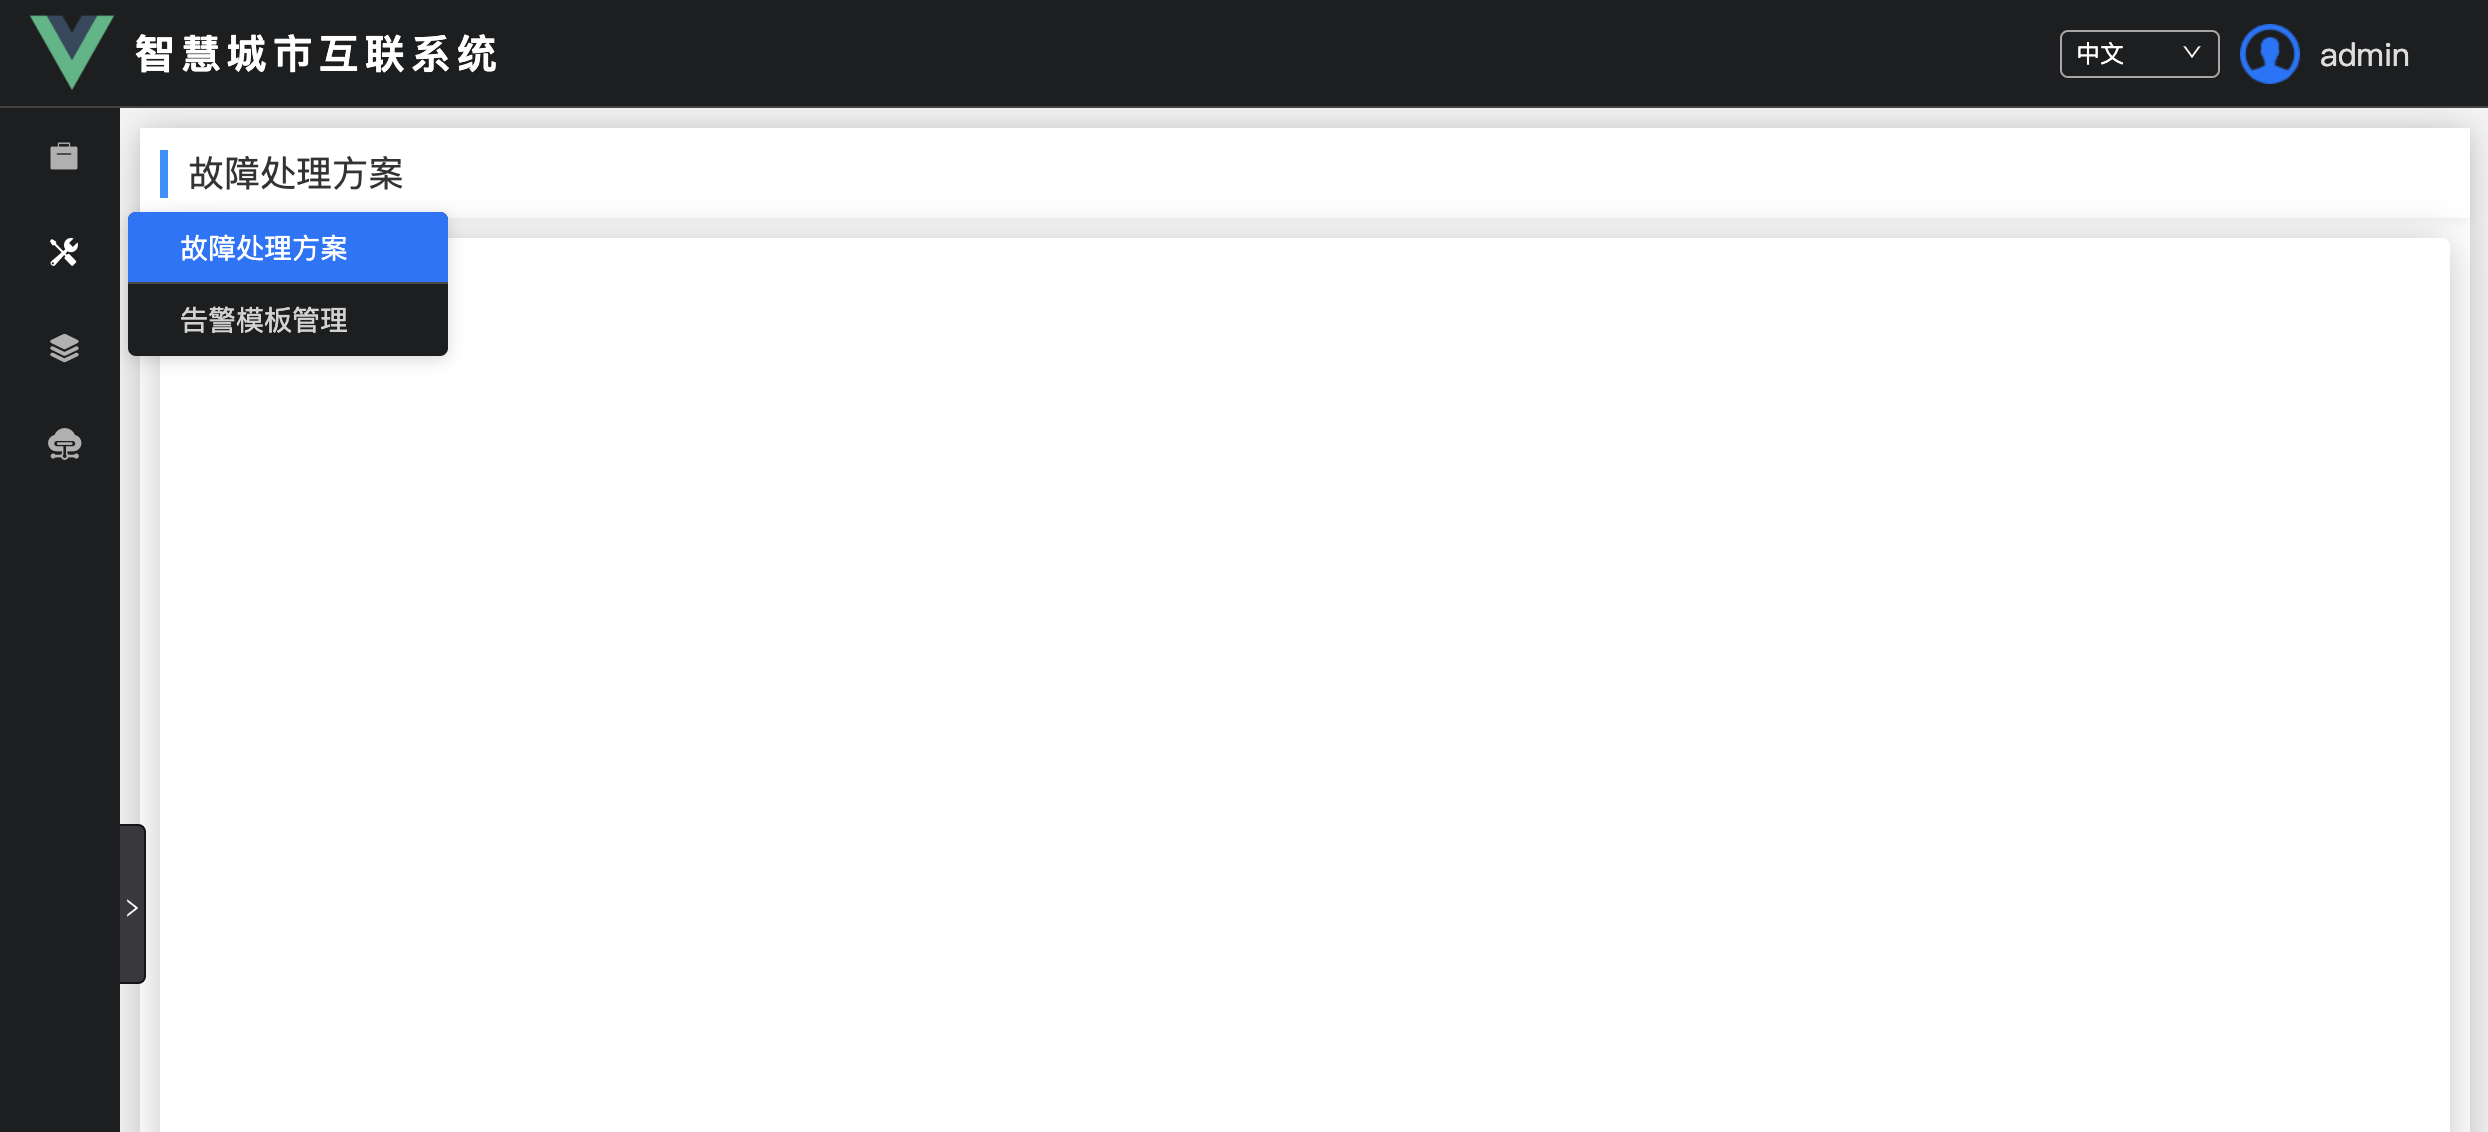 智慧城市互联系统
中文
admin
故障处理方案
故障处理方案
告警模板管理